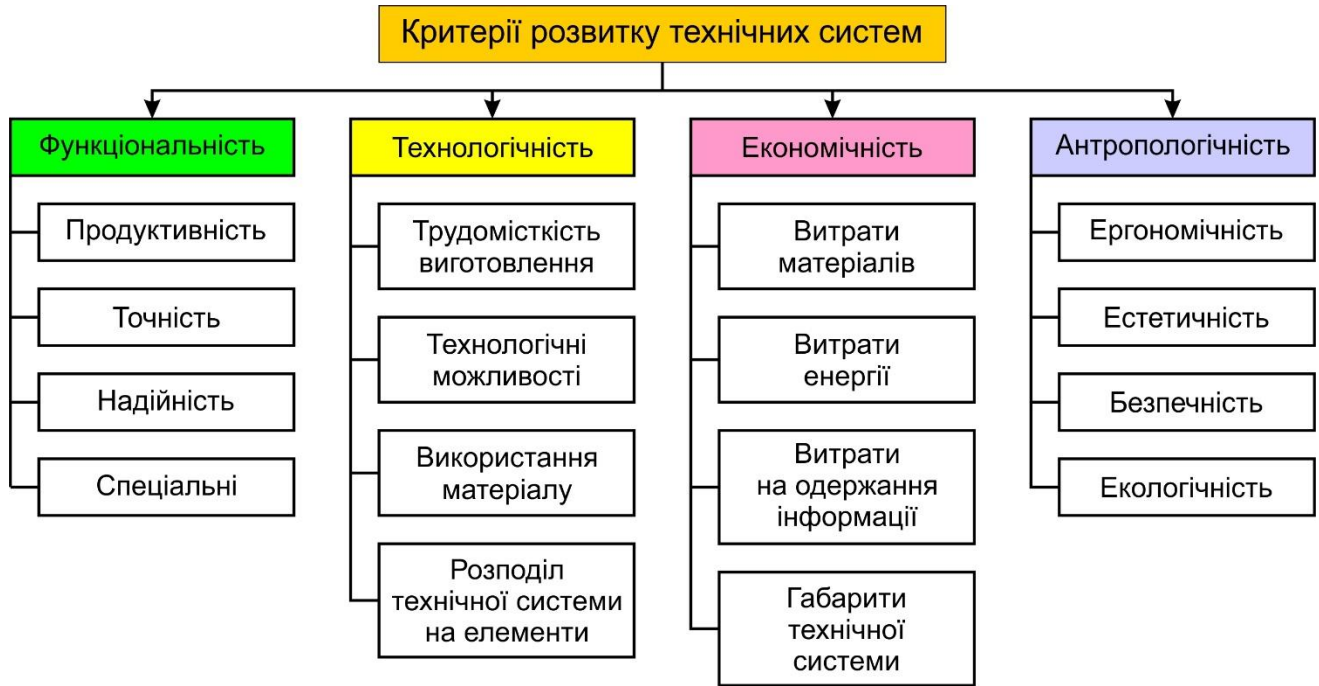 Критерії розвитку технічних систем
Функціональність
Продуктивність
Точність
Надійність
Спеціальні
Технологічність
Трудомісткість
виготовлення
Технологічні
можливості
Використання
матеріалу
Розподіл
технічної системи
на елементи
Економічність
Витрати
матеріалів
Витрати
енергії
Витрати
на одержання
інформації
Габарити
технічної
системи
Антропологічність
Ергономічність
Естетичність
Безпечність
Екологічність